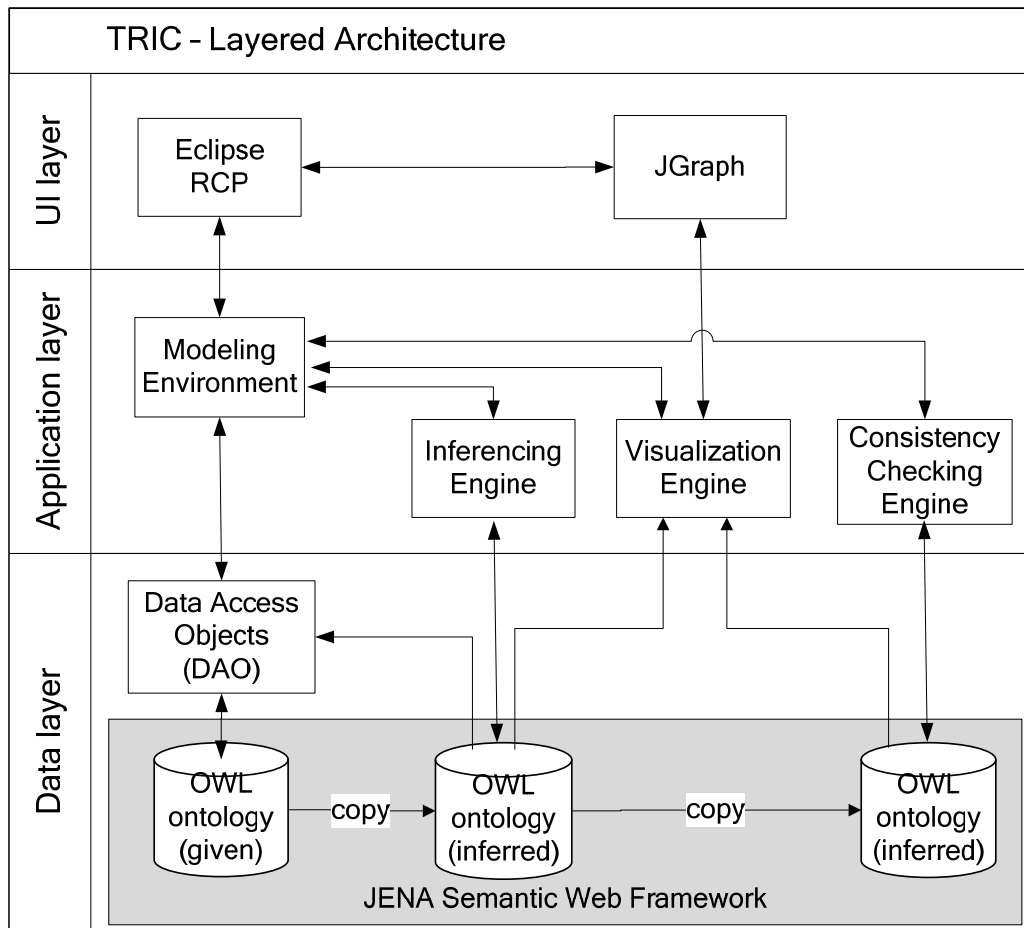 TRIC - Layered Architecture
UI layer
Eclipse
RCP
JGraph
Application layer
Modeling
Environment
Inferencing
Engine
Visualization
Engine
Consistency
Checking
Engine
Data layer
Data Access
Objects
(DAO)
OWL
ontology
(given)
copy
OWL
ontology
(inferred)
copy
OWL
ontology
(inferred)
JENA Semantic Web Framework